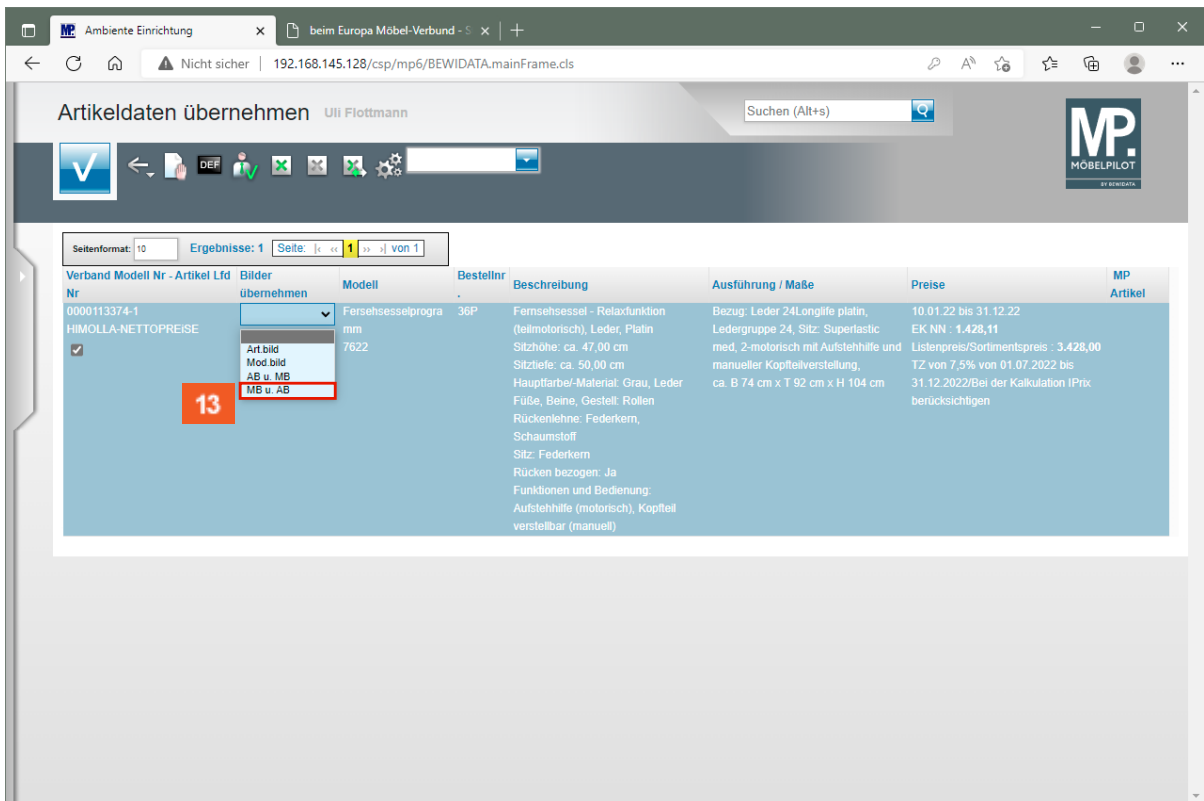 Ambiente Einrichtung
beim Europa Möbel-Verbund - S
Nicht sicher | 192.168.145.128/csp/mp6/BEWIDATA.mainFrame.cls
Artikeldaten übernehmen Uli Flottmann
Suchen (Alt+s)
MP.
MÖBELPILOT
BY BEWIDATA
DEF
Seitenformat: 10 Ergebnisse: 1 Seite: |‹ ‹‹ 1 ›› ›| von 1
Verband Modell Nr - Artikel Lfd
Nr
Bilder
übernehmen
Modell
Bestellnr
.
Beschreibung
Ausführung / Maße
Preise
MP
Artikel
0000113374-1
HIMOLLA-NETTOPREiSE
Art.bild
Mod.bild
AB u. MB
MB u. AB
13
Fersehsesselprogra
mm
7622
36P
Fernsehsessel - Relaxfunktion
(teilmotorisch), Leder, Platin
Sitzhöhe: ca. 47,00 cm
Sitztiefe: ca. 50,00 cm
Hauptfarbe/-Material: Grau, Leder
Füße, Beine, Gestell: Rollen
Rückenlehne: Federkern,
Schaumstoff
Sitz: Federkern
Rücken bezogen: Ja
Funktionen und Bedienung:
Aufstehhilfe (motorisch), Kopfteil
verstellbar (manuell)
Bezug: Leder 24Longlife platin,
Ledergruppe 24, Sitz: Superlastic
med, 2-motorisch mit Aufstehhilfe und
manueller Kopfteilverstellung,
ca. B 74 cm x T 92 cm x H 104 cm
10.01.22 bis 31.12.22
EK NN : 1.428,11
Listenpreis/Sortimentspreis : 3.428,00
TZ von 7,5% von 01.07.2022 bis
31.12.2022/Bei der Kalkulation IPrix
berücksichtigen